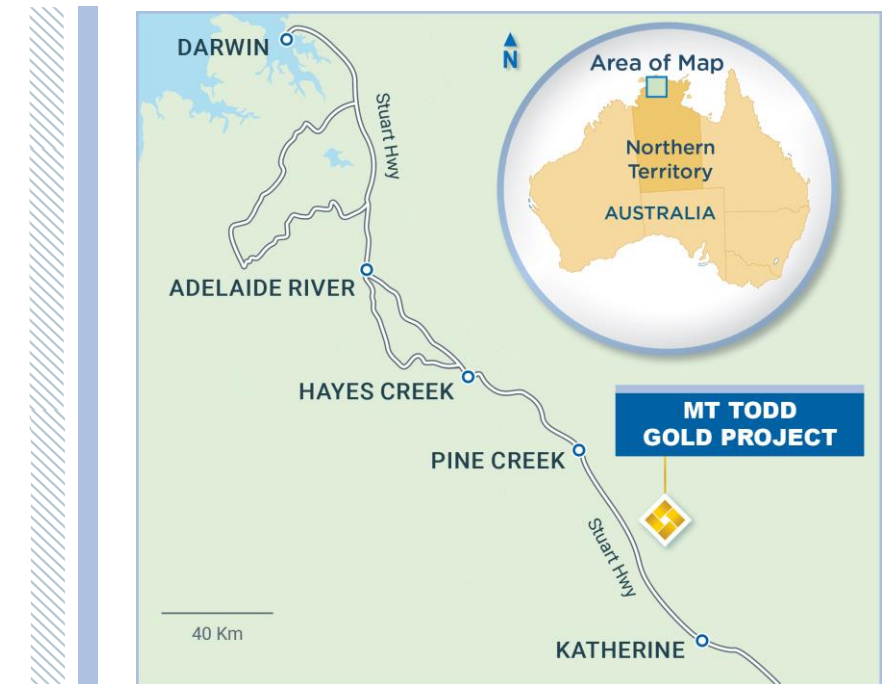 DARWIN
N
Area of Map
Northern
Territory
AUSTRALIA
Stuart Hwy
ADELAIDE RIVER
HAYES CREEK
MT TODD
GOLD PROJECT
PINE CREEK
Stuart Hwy
40 Km
KATHERINE